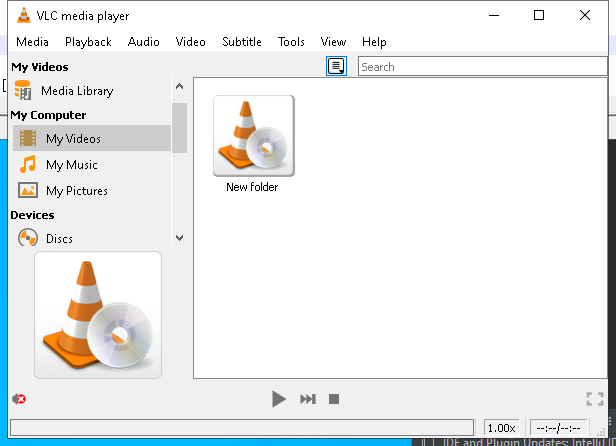 VLC media player
Media Playback Audio Video Subtitle Tools View Help
My Videos
Search
Media Library
My Computer
My Videos
My Music
My Pictures
Devices
Discs
New folder
1.00x
--:--/--:--
IDE and Plugin Updates: IntelliJ